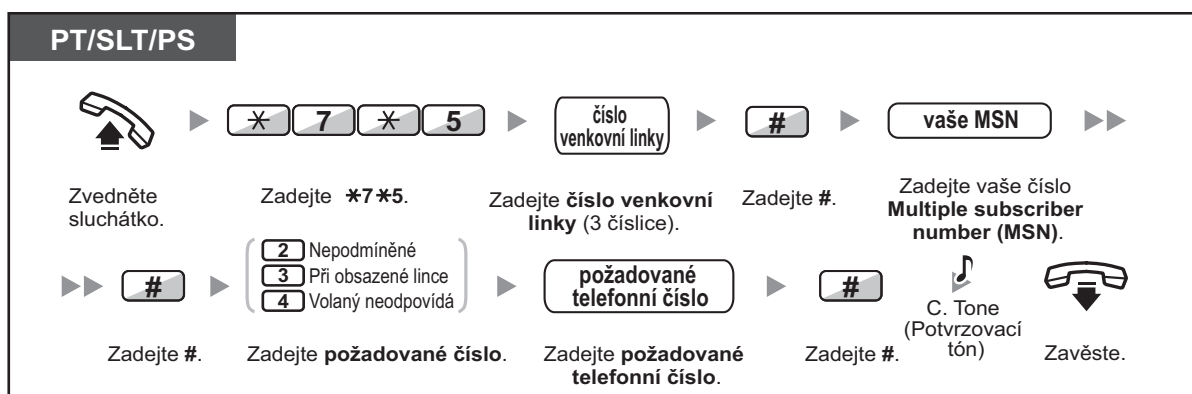 PT/SLT/PS
✳ 7 ✳ 5
číslo
venkovní linky
#
vaše MSN
Zvedněte
sluchátko.
Zadejte ✳7✳5.
Zadejte číslo venkovní
linky (3 číslice).
Zadejte #.
Zadejte vaše číslo
Multiple subscriber
number (MSN).
#
2 Nepodmíněné
3 Při obsazené lince
4 Volaný neodpovídá
požadované
telefonní číslo
#
C. Tone
(Potvrzovací
tón)
Zadejte #.
Zadejte požadované číslo.
Zadejte požadované
telefonní číslo.
Zadejte #.
Zavěste.